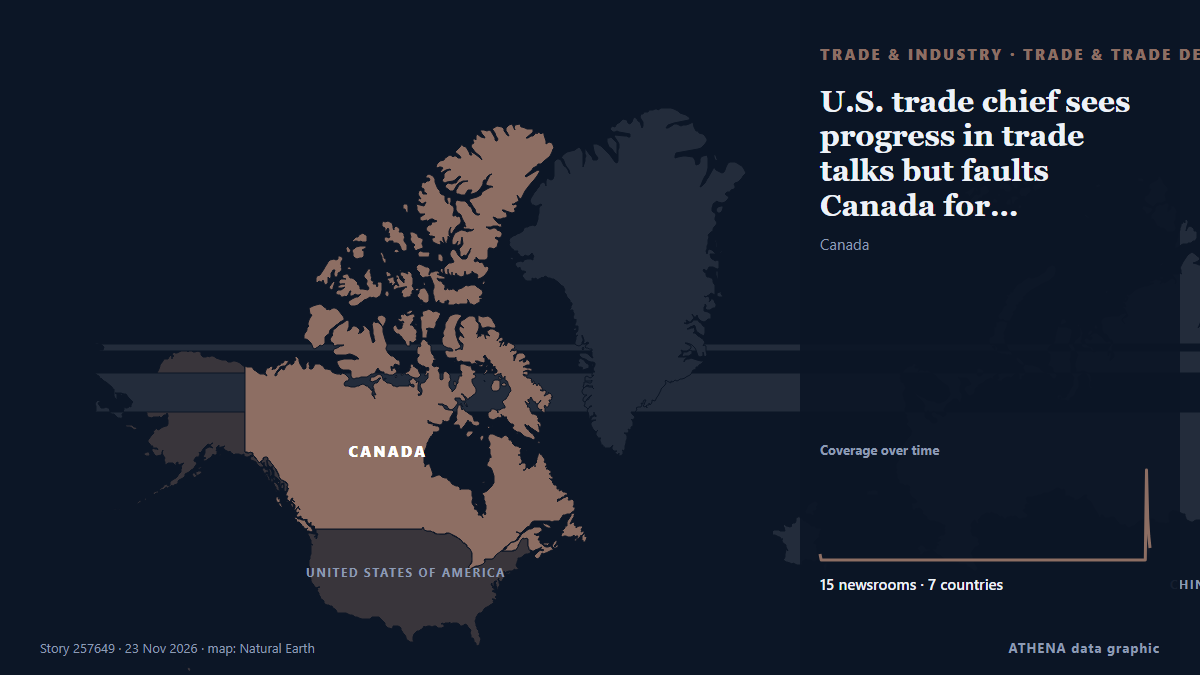 TRADE & INDUSTRY · TRADE & TRADE DE
U.S. trade chief sees
progress in trade
talks but faults
Canada for...
Canada
CANADA
UNITED STATES OF AMERICA
Coverage over time
15 newsrooms · 7 countries
CHIN
Story 257649 · 23 Nov 2026 · map: Natural Earth
ATHENA data graphic